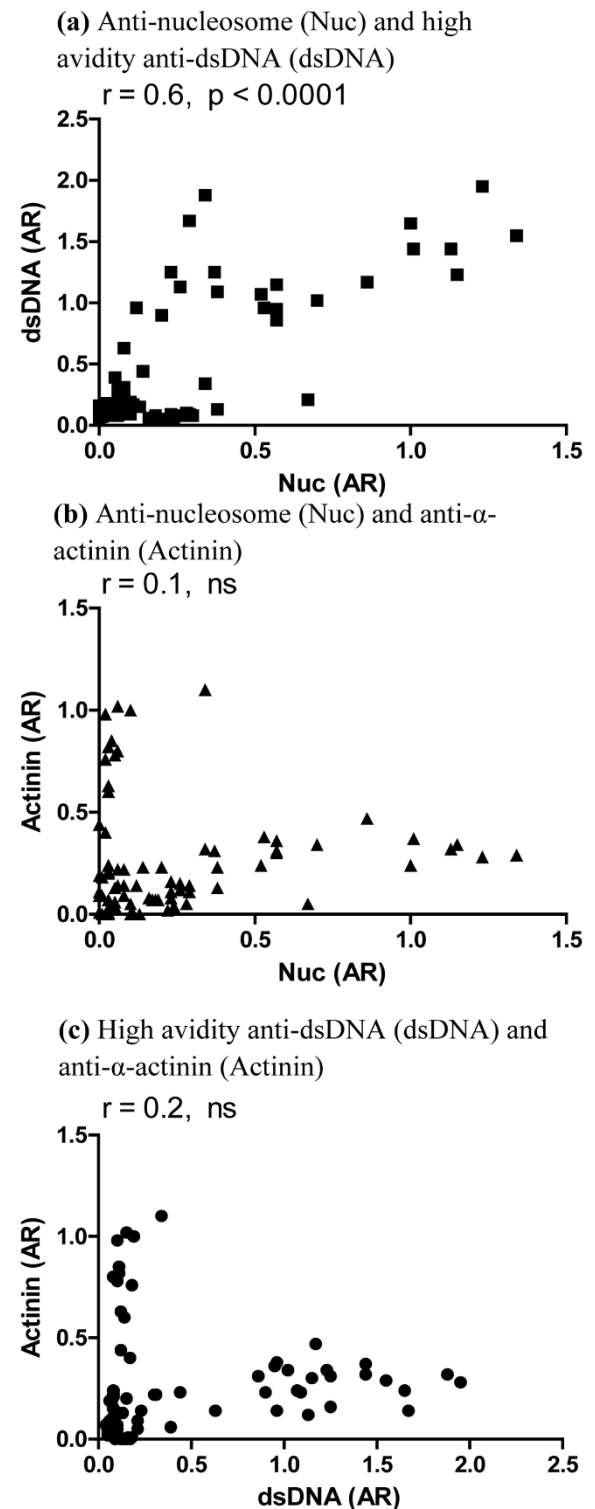 (a) Anti-nucleosome (Nuc) and high
avidity anti-dsDNA (dsDNA)
r = 0.6, p < 0.0001
2.5
2.0
1.5
1.0
0.5
0.0
dsDNA (AR)
0.0 0.5 1.0 1.5
Nuc (AR)
(b) Anti-nucleosome (Nuc) and anti-α-
actinin (Actinin)
r = 0.1, ns
1.5
1.0
0.5
0.0
Actinin (AR)
0.0 0.5 1.0 1.5
Nuc (AR)
(c) High avidity anti-dsDNA (dsDNA) and
anti-α-actinin (Actinin)
r = 0.2, ns
1.5
1.0
0.5
0.0
Actinin (AR)
0.0 0.5 1.0 1.5 2.0 2.5
dsDNA (AR)